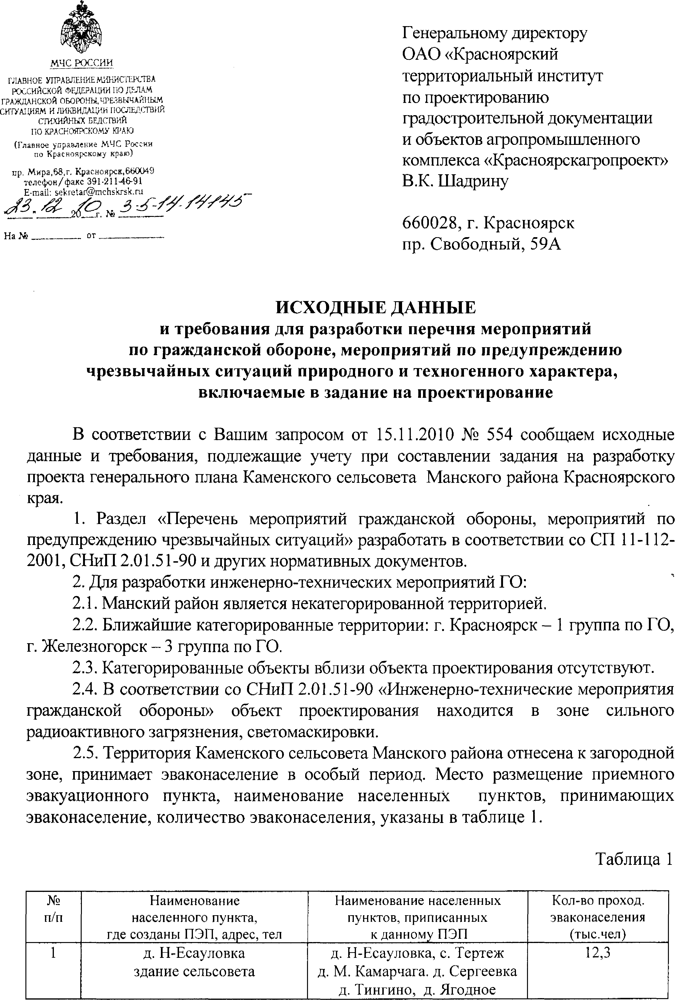 МЧС РОССИИ
ГЛАВНОЕ УПРАВЛЕНИЕ МИНИСТЕРСТВА
РОССИЙСКОЙ ФЕДЕРАЦИИ ПО ДЕЛАМ
ГРАЖДАНСКОЙ ОБОРОНЫ, ЧРЕЗВЫЧАЙНЫМ
СИТУАЦИЯМ И ЛИКВИДАЦИИ ПОСЛЕДСТВИЙ
СТИХИЙНЫХ БЕДСТВИЙ
ПО КРАСНОЯРСКОМУ КРАЮ
(Главное управление МЧС России
по Красноярскому краю)
пр. Мира,68,г. Красноярск,660049
телефон/факс 391-211-46-91
E-mail: sekretar@mchskrsk.ru
23.12 2010 г. № 3-5-14-14145
На № ________ от ________
Генеральному директору
ОАО «Красноярский
территориальный институт
по проектированию
градостроительной документации
и объектов агропромышленного
комплекса «Красноярскагропроект»
В.К. Шадрину
660028, г. Красноярск
пр. Свободный, 59А
ИСХОДНЫЕ ДАННЫЕ
и требования для разработки перечня мероприятий
по гражданской обороне, мероприятий по предупреждению
чрезвычайных ситуаций природного и техногенного характера,
включаемые в задание на проектирование
В соответствии с Вашим запросом от 15.11.2010 № 554 сообщаем исходные
данные и требования, подлежащие учету при составлении задания на разработку
проекта генерального плана Каменского сельсовета Манского района Красноярского
края.
1. Раздел «Перечень мероприятий гражданской обороны, мероприятий по
предупреждению чрезвычайных ситуаций» разработать в соответствии со СП 11-112-
2001, СНиП 2.01.51-90 и других нормативных документов.
2. Для разработки инженерно-технических мероприятий ГО:
2.1. Манский район является некатегорированной территорией.
2.2. Ближайшие категорированные территории: г. Красноярск – 1 группа по ГО,
г. Железногорск – 3 группа по ГО.
2.3. Категорированные объекты вблизи объекта проектирования отсутствуют.
2.4. В соответствии со СНиП 2.01.51-90 «Инженерно-технические мероприятия
гражданской обороны» объект проектирования находится в зоне сильного
радиоактивного загрязнения, светомаскировки.
2.5. Территория Каменского сельсовета Манского района отнесена к загородной
зоне, принимает эваконаселение в особый период. Место размещение приемного
эвакуационного пункта, наименование населенных пунктов, принимающих
эваконаселение, количество эваконаселения, указаны в таблице 1.
Таблица 1
№
п/п
Наименование
населенного пункта,
где созданы ПЭП, адрес, тел
Наименование населенных
пунктов, приписанных
к данному ПЭП
Кол-во проход.
эваконаселения
(тыс.чел)
1
д. Н-Есауловка
здание сельсовета
д. Н-Есауловка, с. Тертеж
д. М. Камарчага. д. Сергеевка
д. Тингино, д. Ягодное
12,3